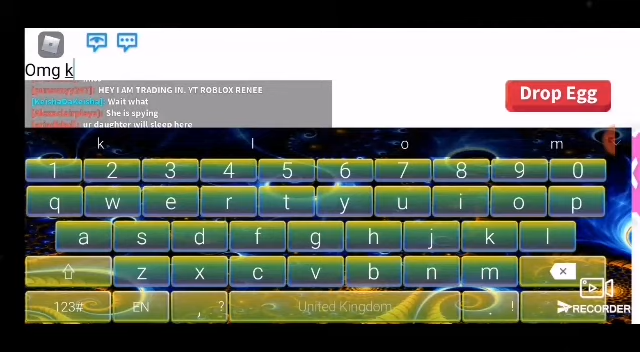 Omg k
HEY I AM TRADING IN. YT ROBLOX RENEE
Wait what
She is spying
ur daughter will sleep here
Drop Egg
k l o m
1 2 3 4 5 6 7 8 9 0
q w e r t y u i o p
a s d f g h j k l
z x c v b n m
123# EN , ? United Kingdom . !
RECORDER